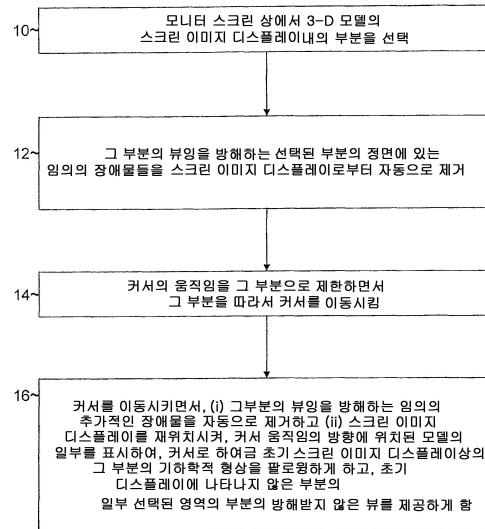 10
모니터 스크린 상에서 3-D 모델의
스크린 이미지 디스플레이내의 부분을 선택
12
그 부분의 뷰잉을 방해하는 선택된 부분의 정면에 있는
임의의 장애물들을 스크린 이미지 디스플레이로부터 자동으로 제거
14
커서의 움직임을 그 부분으로 제한하면서
그 부분을 따라서 커서를 이동시킴
16
커서를 이동시키면서, (i) 그부분의 뷰잉을 방해하는 임의의
추가적인 장애물을 자동으로 제거하고 (ii) 스크린 이미지
디스플레이를 재위치시켜, 커서 움직임의 방향에 위치된 모델의
일부를 표시하여, 커서로 하여금 초기 스크린 이미지 디스플레이상의
그 부분의 기하학적 형상을 팔로윙하게 하고, 초기
디스플레이에 나타나지 않은 부분의
일부 선택된 영역의 부분의 방해받지 않은 뷰를 제공하게 함